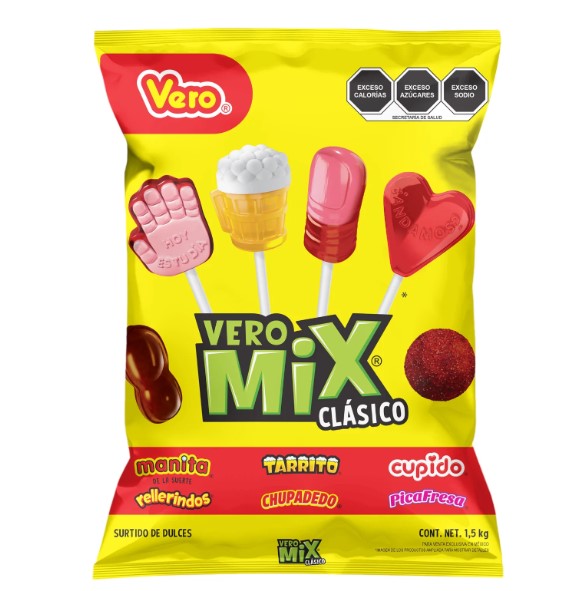 Vero®
EXCESO CALORÍAS
EXCESO AZÚCARES
EXCESO SODIO
SECRETARÍA DE SALUD
HOY
ESTUDIA
*
VERO
MiX®
CLÁSICO
manita
DE LA SUERTE
TARRITO
cupido
rellerindos
CHUPADEDO®
PicaFresa
SURTIDO DE DULCES
CONT. NET. 1,5 kg
VERO
MiX
CLÁSICO